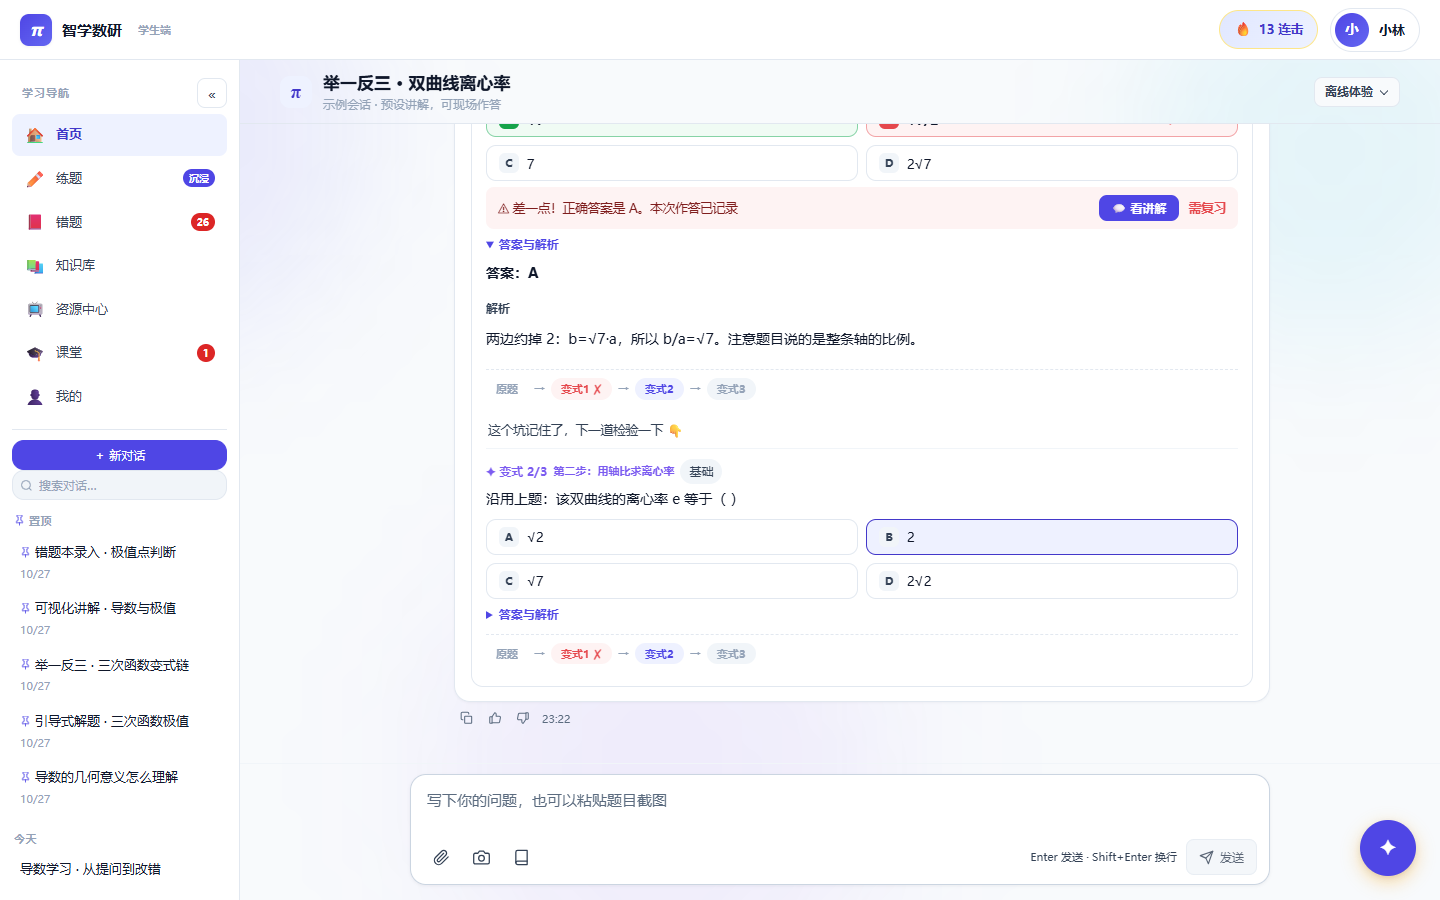 π 智学数研 学生端
13 连击
小 小林
学习导航 «
首页
练题 沉浸
错题 26
知识库
资源中心
课堂 1
我的
+ 新对话
搜索对话...
置顶
错题本录入 · 极值点判断
10/27
可视化讲解 · 导数与极值
10/27
举一反三 · 三次函数变式链
10/27
引导式解题 · 三次函数极值
10/27
导数的几何意义怎么理解
10/27
今天
导数学习 · 从提问到改错
π 举一反三 · 双曲线离心率
示例会话 · 预设讲解，可现场作答
离线体验
C 7
D 2√7
⚠ 差一点！正确答案是 A。本次作答已记录
看讲解 需复习
▼ 答案与解析
答案：A
解析
两边约掉 2：b=√7·a，所以 b/a=√7。注意题目说的是整条轴的比例。
原题 → 变式1 ✗ → 变式2 → 变式3
这个坑记住了，下一道检验一下 👇
✦ 变式 2/3 第二步：用轴比求离心率 基础
沿用上题：该双曲线的离心率 e 等于（ ）
A √2
B 2
C √7
D 2√2
▶ 答案与解析
原题 → 变式1 ✗ → 变式2 → 变式3
23:22
写下你的问题，也可以粘贴题目截图
Enter 发送 · Shift+Enter 换行
发送